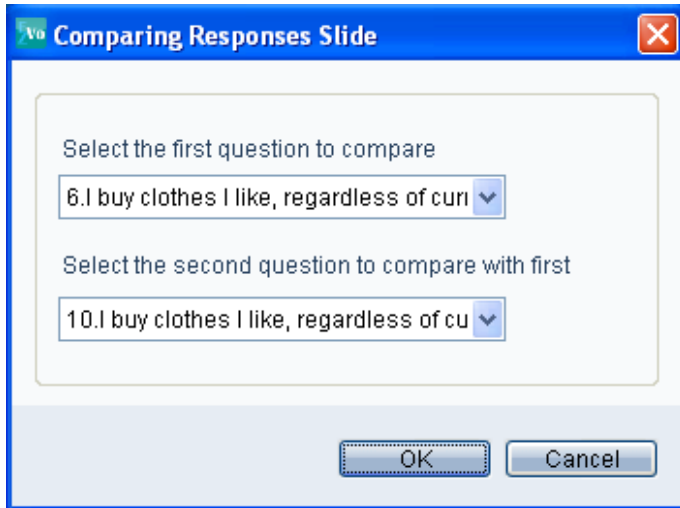 Vo Comparing Responses Slide
Select the first question to compare
6.I buy clothes I like, regardless of curr
Select the second question to compare with first
10.I buy clothes I like, regardless of cu
OK Cancel